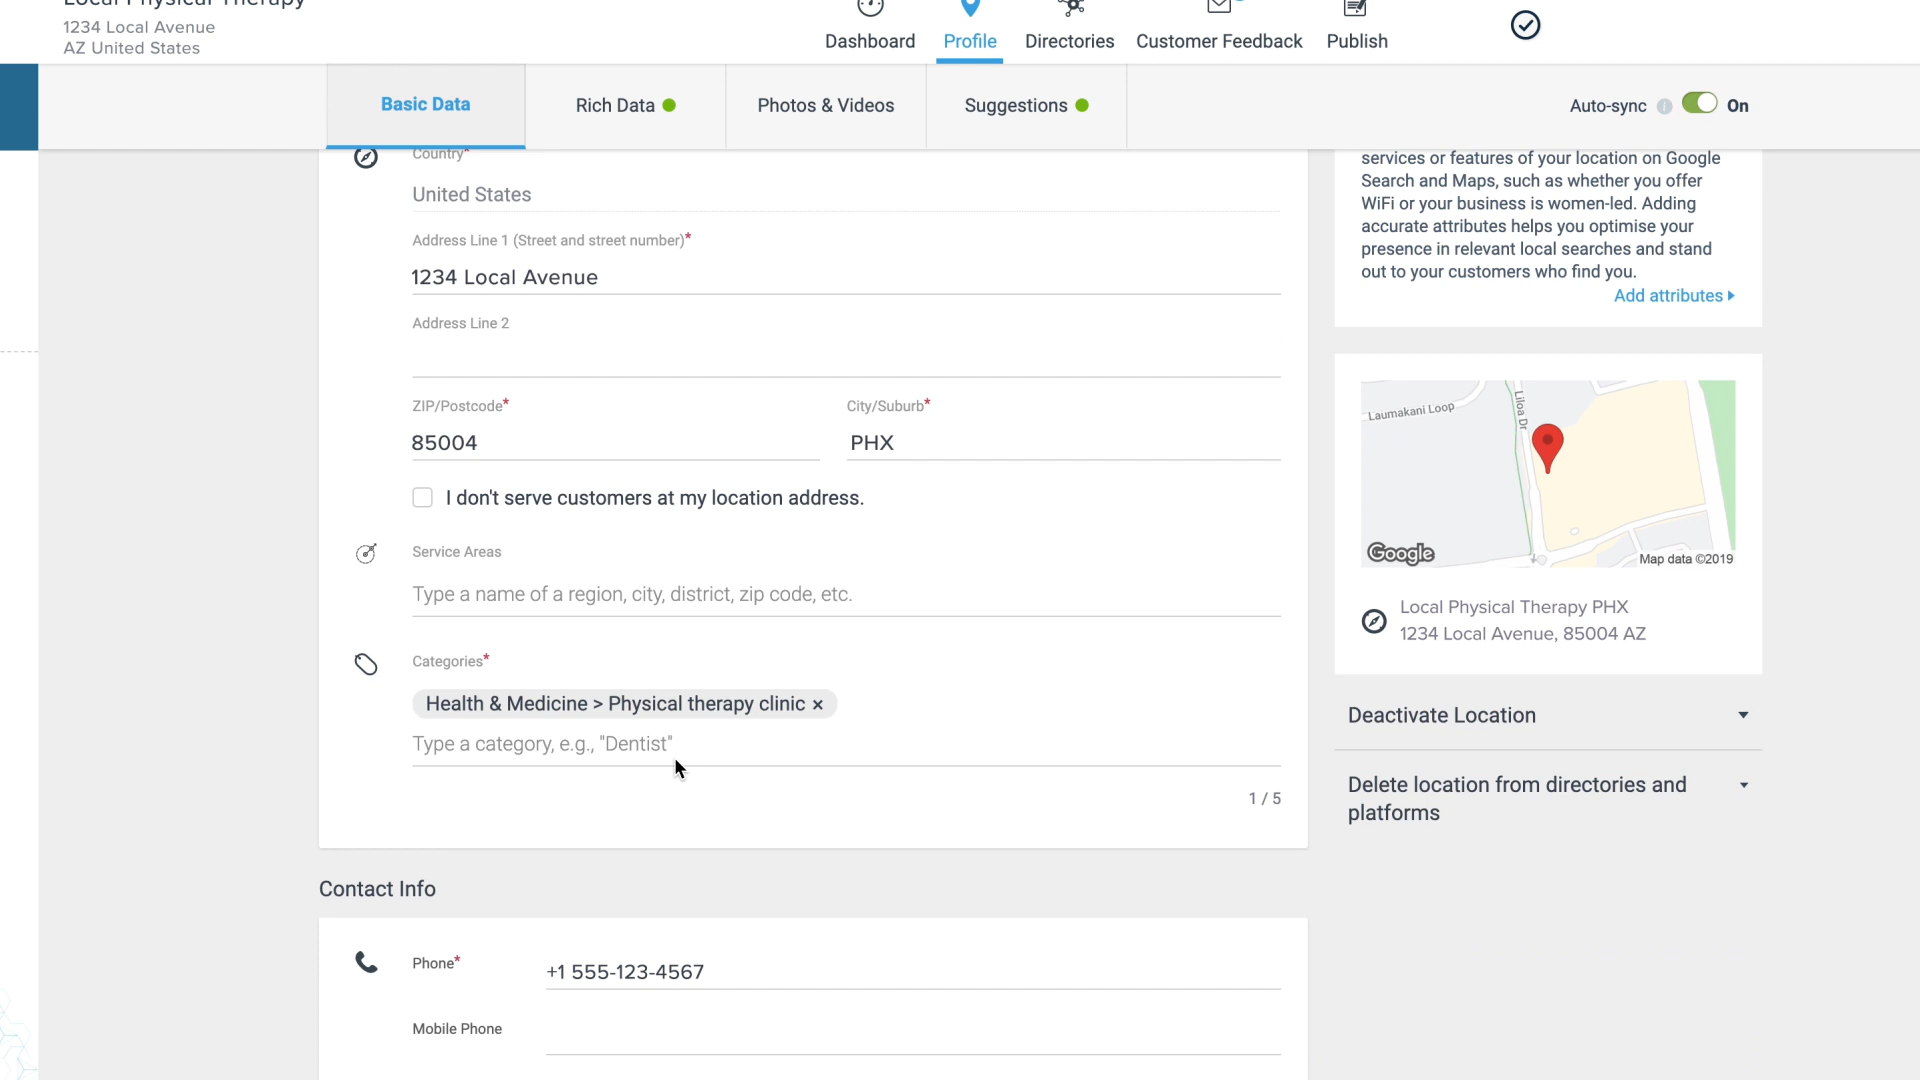 Local Physical Therapy
1234 Local Avenue
AZ United States
Dashboard
Profile
Directories
Customer Feedback
Publish
Basic Data
Rich Data
Photos & Videos
Suggestions
Auto-sync
i
On
Country*
United States
Address Line 1 (Street and street number)*
1234 Local Avenue
Address Line 2
ZIP/Postcode*
City/Suburb*
85004
PHX
I don't serve customers at my location address.
Service Areas
Type a name of a region, city, district, zip code, etc.
Categories*
Health & Medicine > Physical therapy clinic ×
Type a category, e.g., "Dentist"
1 / 5
Contact Info
Phone*
+1 555-123-4567
Mobile Phone
services or features of your location on Google
Search and Maps, such as whether you offer
WiFi or your business is women-led. Adding
accurate attributes helps you optimise your
presence in relevant local searches and stand
out to your customers who find you.
Add attributes
Laumakani Loop
Liloa Dr
Google
Map data ©2019
Local Physical Therapy PHX
1234 Local Avenue, 85004 AZ
Deactivate Location
Delete location from directories and
platforms